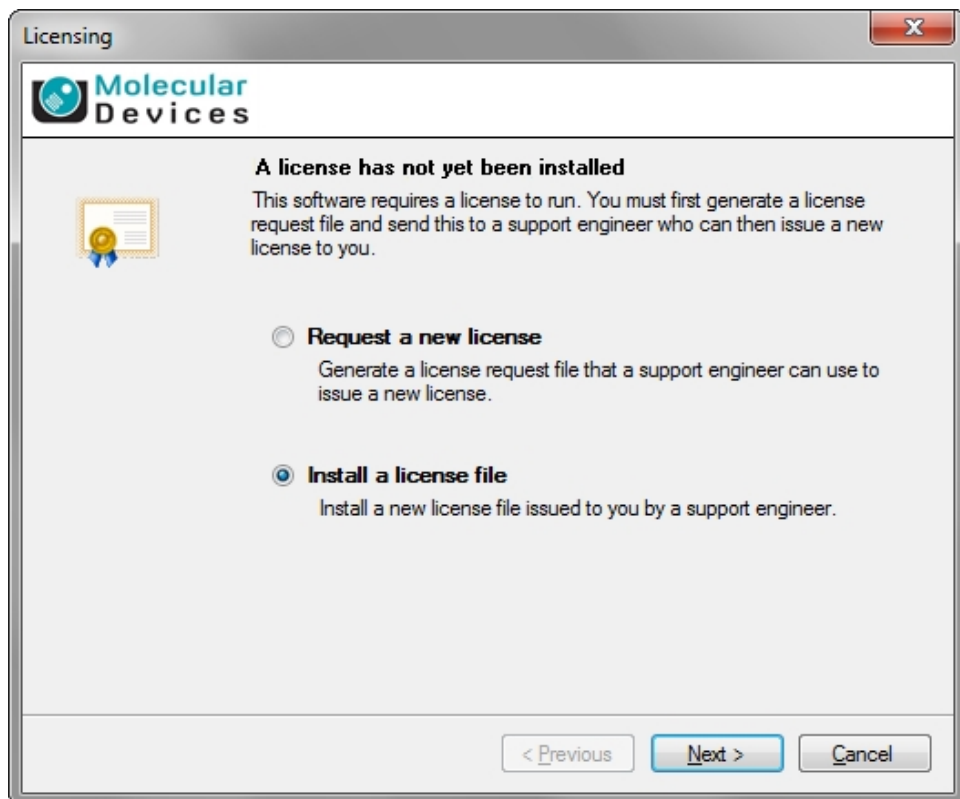 Licensing
Molecular
Devices
A license has not yet been installed
This software requires a license to run. You must first generate a license
request file and send this to a support engineer who can then issue a new
license to you.
Request a new license
Generate a license request file that a support engineer can use to
issue a new license.
Install a license file
Install a new license file issued to you by a support engineer.
< Previous
Next >
Cancel